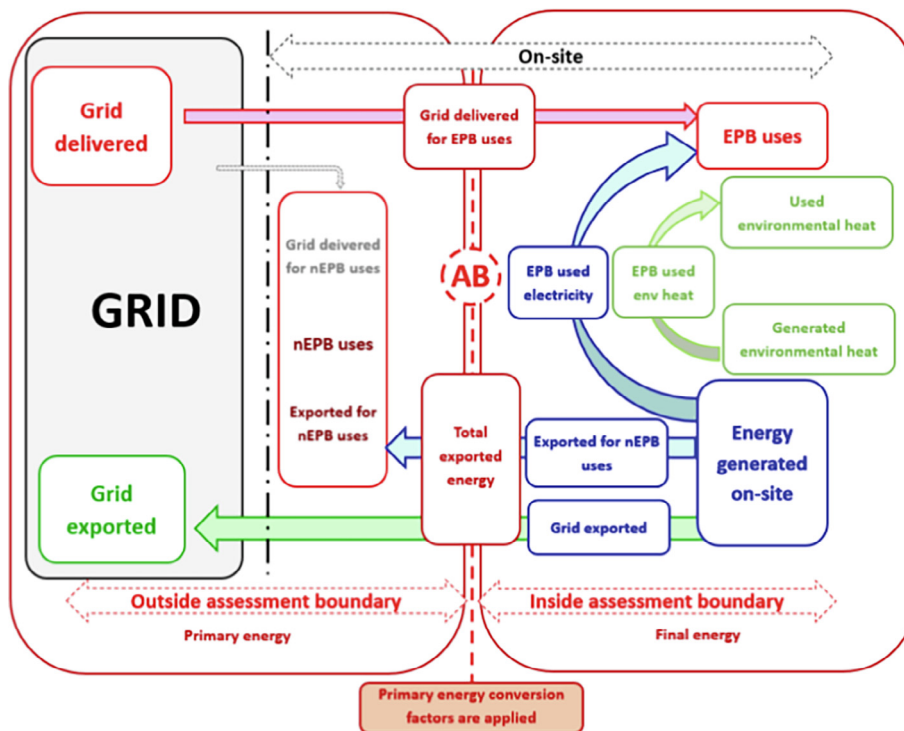 On-site
Grid
delivered
Grid delivered
for EPB uses
EPB uses
Used
environmental heat
Grid deivered
for nEPB uses
AB
EPB used
electricity
EPB used
env heat
GRID
nEPB uses
Generated
environmental heat
Exported for
nEPB uses
Total
exported
energy
Exported for nEPB
uses
Energy
generated
on-site
Grid
exported
Grid exported
Outside assessment boundary
Inside assessment boundary
Primary energy
Final energy
Primary energy conversion
factors are applied